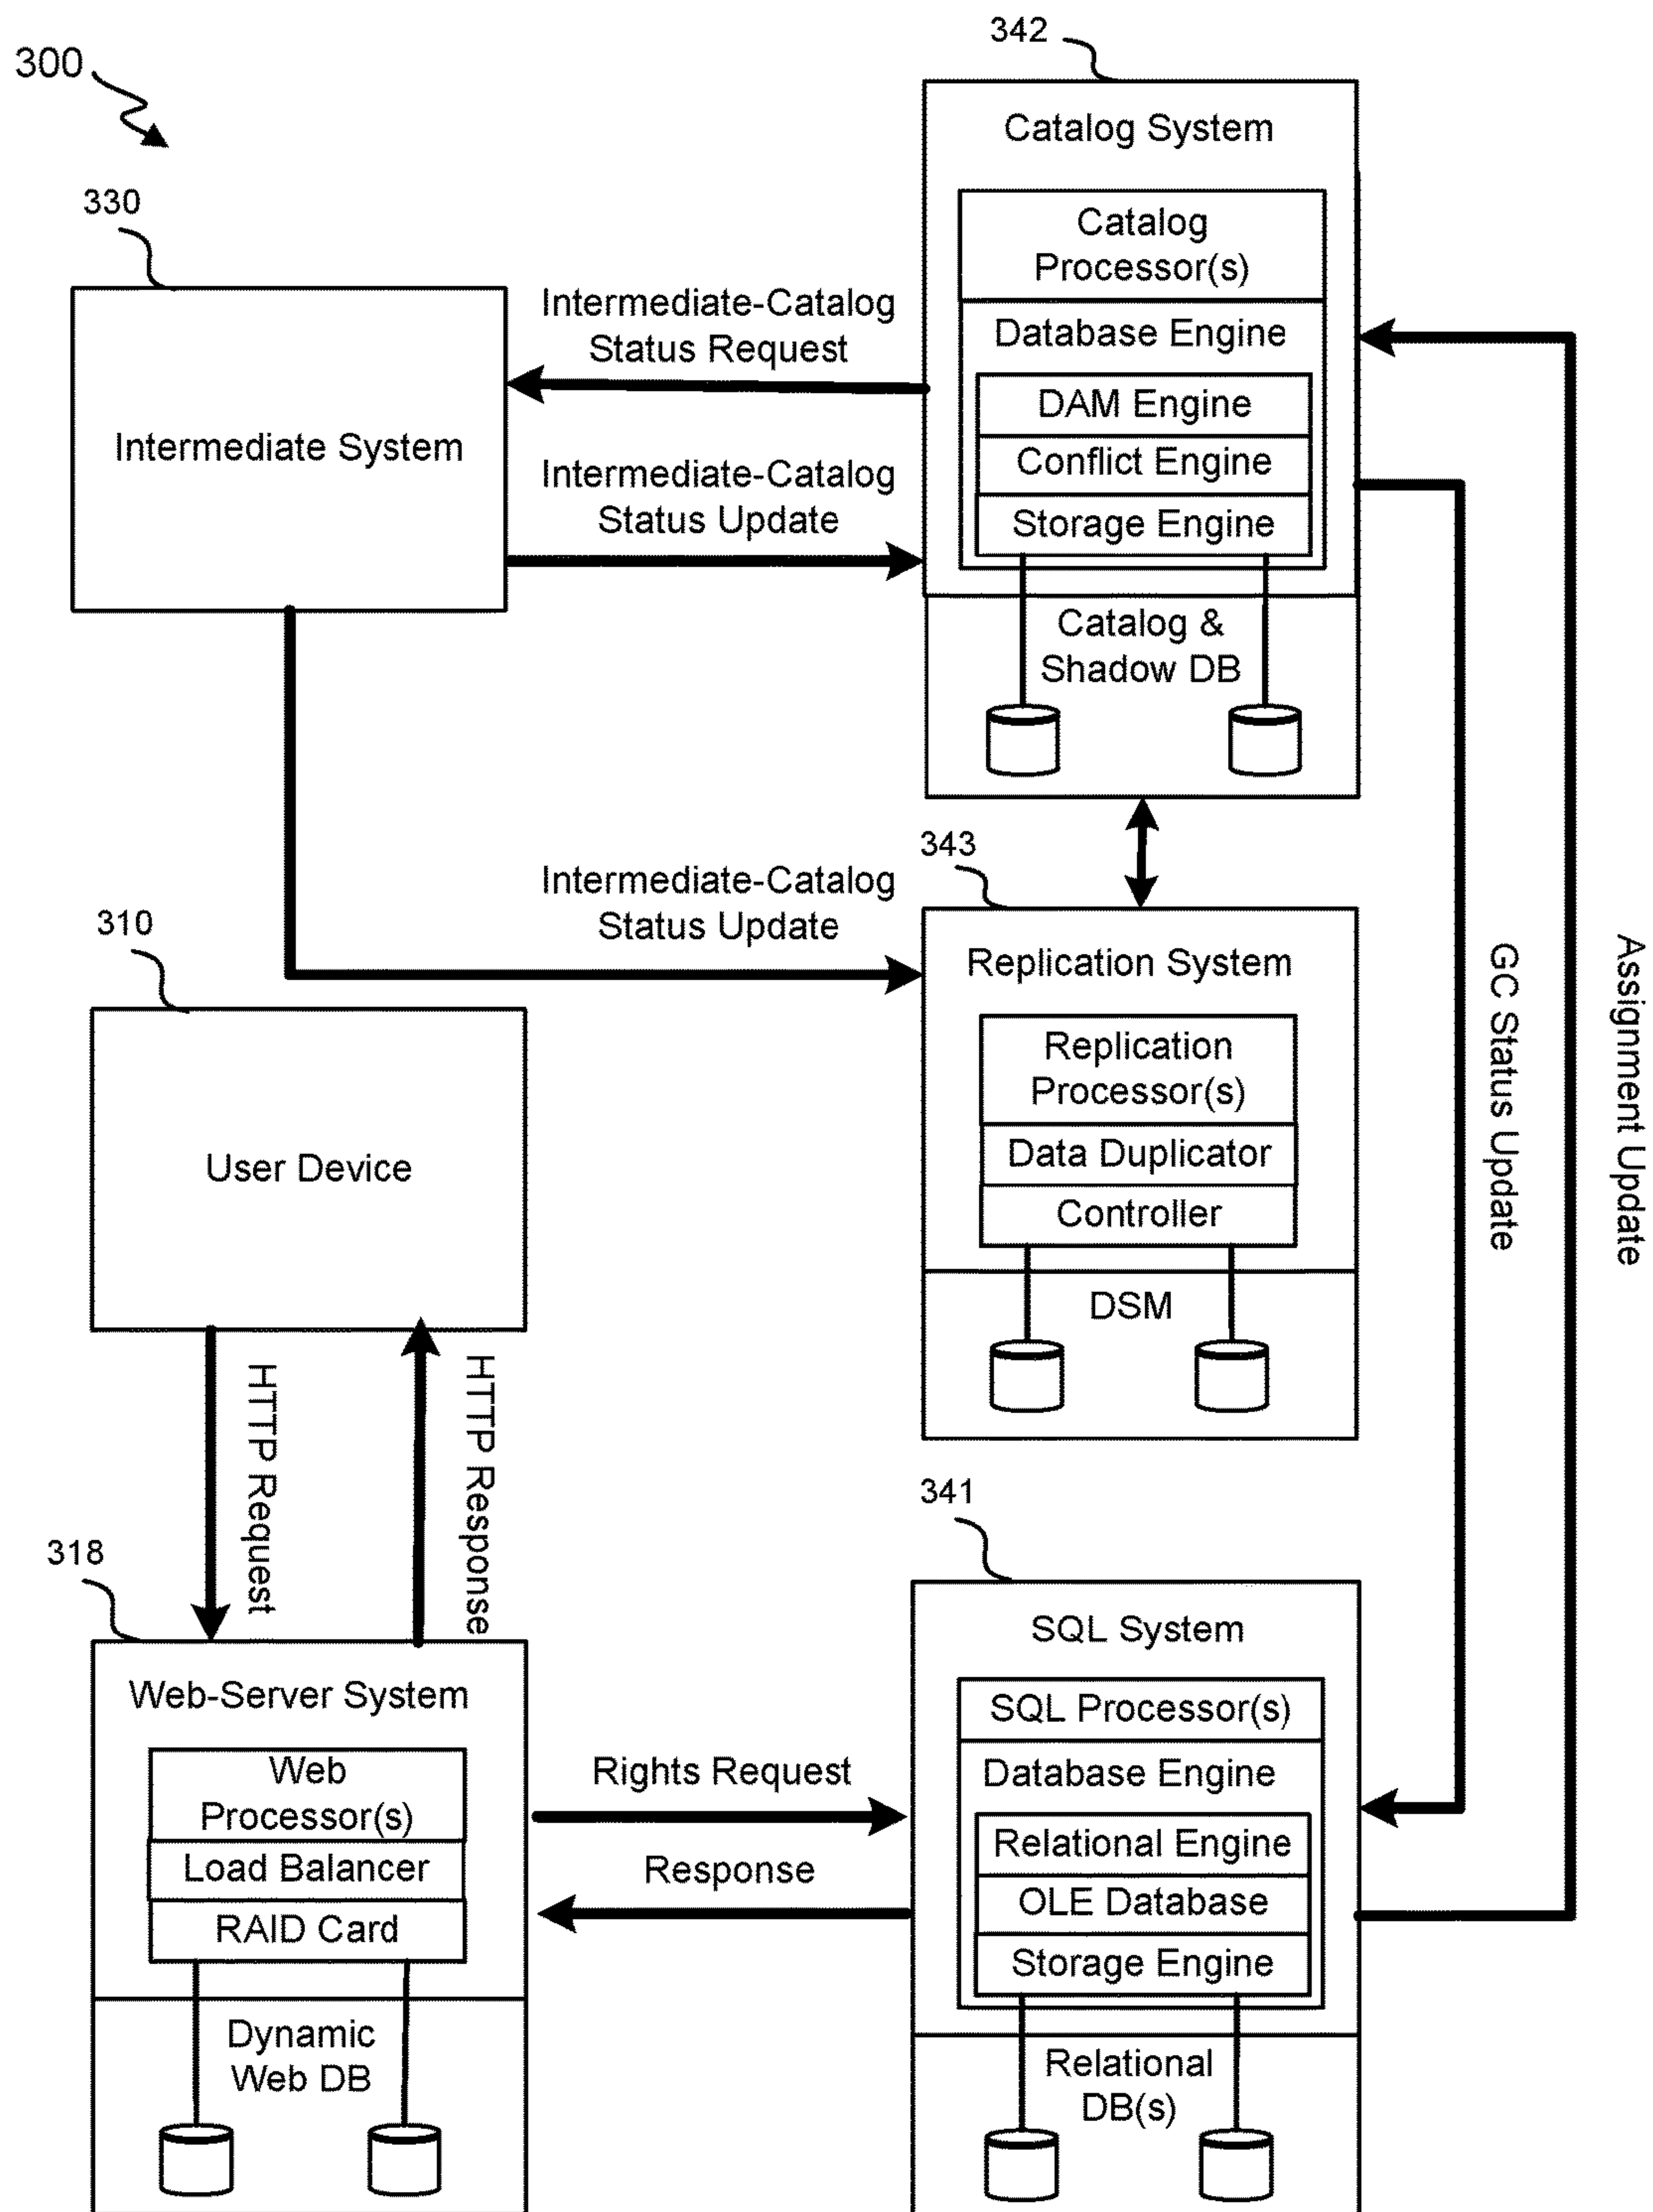 300
342
Catalog System
Catalog
Processor(s)
Database Engine
DAM Engine
Conflict Engine
Storage Engine
Catalog &
Shadow DB
330
Intermediate System
Intermediate-Catalog
Status Request
Intermediate-Catalog
Status Update
Intermediate-Catalog
Status Update
343
Replication System
Replication
Processor(s)
Data Duplicator
Controller
DSM
GC Status Update
Assignment Update
310
User Device
HTTP Request
HTTP Response
318
Web-Server System
Web
Processor(s)
Load Balancer
RAID Card
Dynamic
Web DB
Rights Request
Response
341
SQL System
SQL Processor(s)
Database Engine
Relational Engine
OLE Database
Storage Engine
Relational
DB(s)